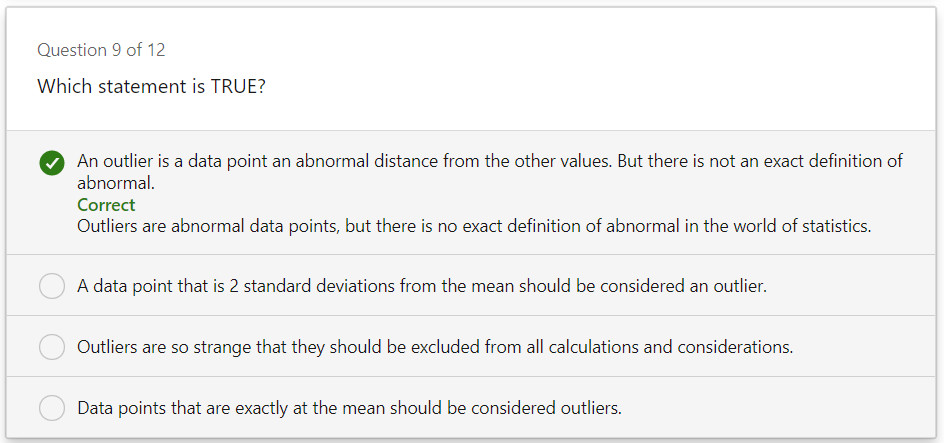 Question 9 of 12
Which statement is TRUE?
An outlier is a data point an abnormal distance from the other values. But there is not an exact definition of
abnormal.
Correct
Outliers are abnormal data points, but there is no exact definition of abnormal in the world of statistics.
A data point that is 2 standard deviations from the mean should be considered an outlier.
Outliers are so strange that they should be excluded from all calculations and considerations.
Data points that are exactly at the mean should be considered outliers.